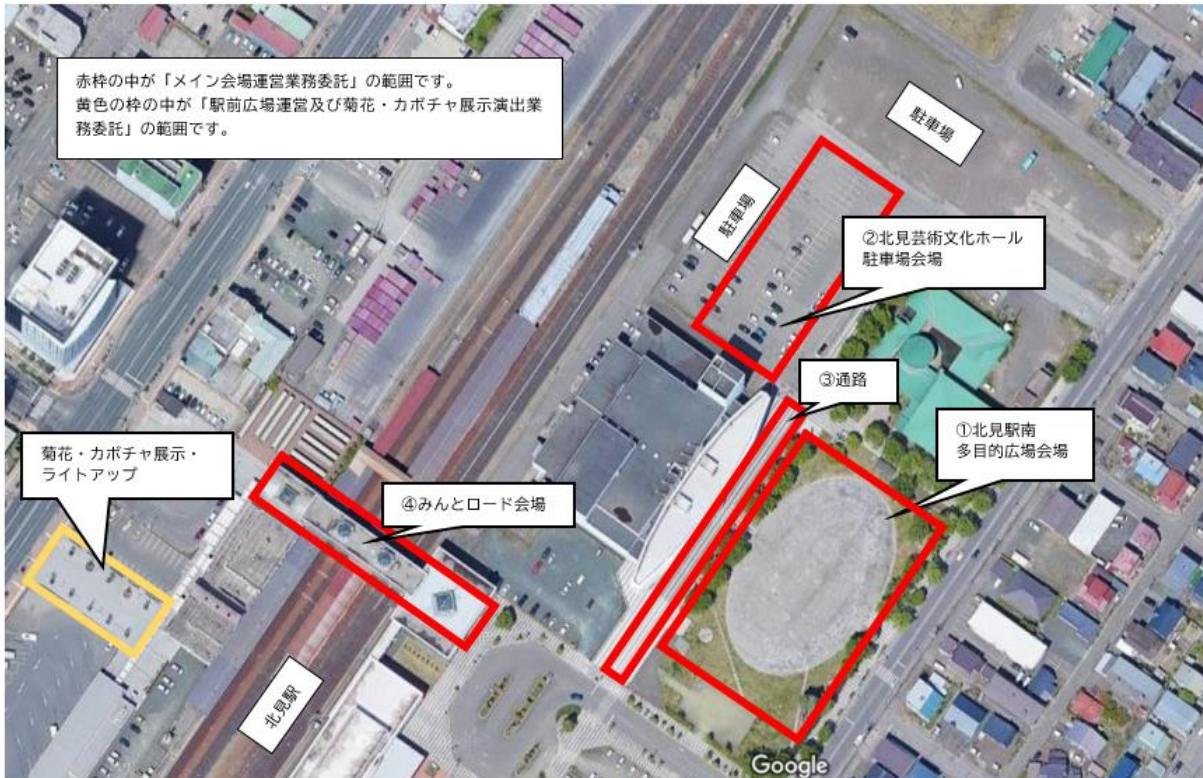 赤枠の中が「メイン会場運営業務委託」の範囲です。
黄色の枠の中が「駅前広場運営及び菊花・カボチャ展示演出業
務委託」の範囲です。
駐車場
駐車場
②北見芸術文化ホール
駐車場会場
③通路
①北見駅南
多目的広場会場
菊花・カボチャ展示・
ライトアップ
④みんとロード会場
北見駅
Google